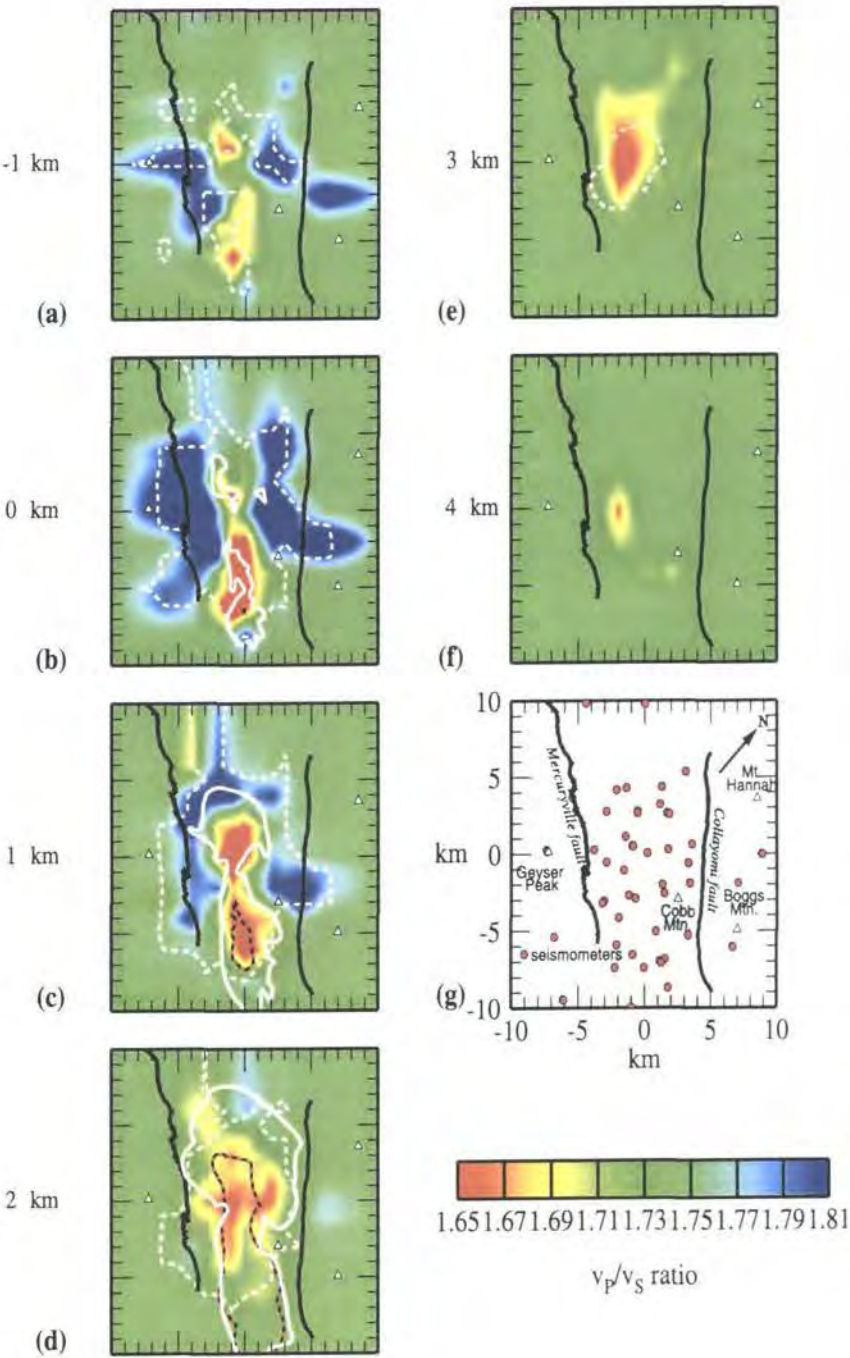 -1 km
(a)
0 km
(b)
1 km
(c)
2 km
(d)
3 km
(e)
4 km
(f)
10
5
0
-5
-10
km
-10 -5 0 5 10
km
N
Mercuryville fault
Collayomi fault
Mt.
Hannah
Geyser
Peak
Cobb
Mtn.
Boggs
Mtn.
seismometers
(g)
1.65 1.67 1.69 1.71 1.73 1.75 1.77 1.79 1.81
vP/vS ratio